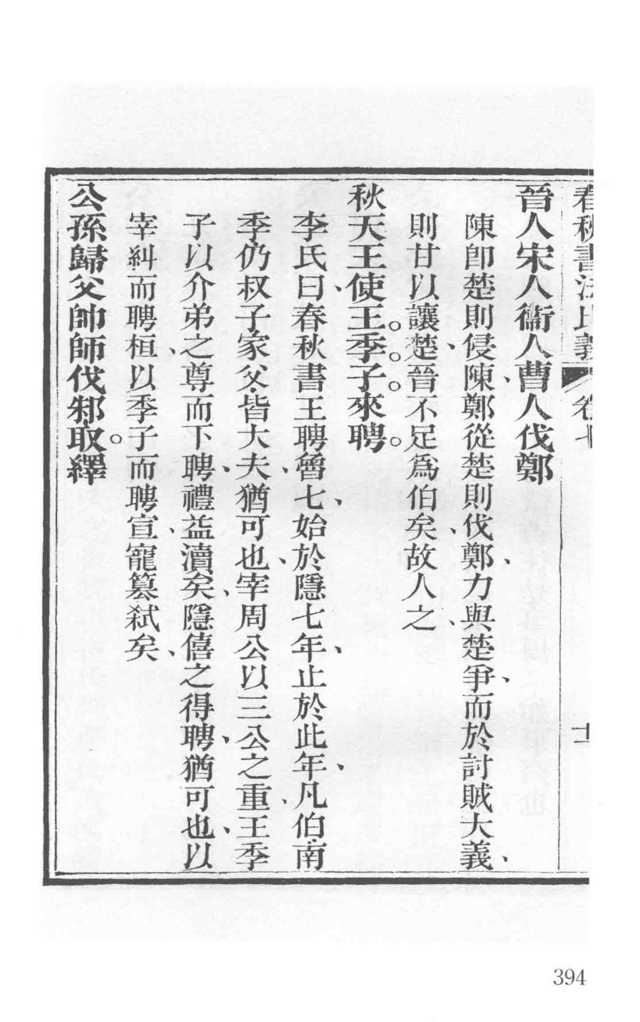 春秋書法比義 卷七 十一
晉人宋人衞人曹人伐鄭
陳卽楚則侵陳、鄭從楚則伐鄭、力與楚爭、而於討賊大義、
則甘以讓楚、晉不足爲伯矣、故人之
秋天王使王季子來聘
李氏曰、春秋書王聘魯七、始於隱七年、止於此年、凡伯南
季仍叔子家父皆大夫、猶可也、宰周公以三公之重、王季
子以介弟之尊、而下聘、禮益瀆矣、隱僖之得聘、猶可也、以
宰糾而聘桓、以季子而聘宣、寵簒弒矣、
公孫歸父帥師伐邾取繹
394